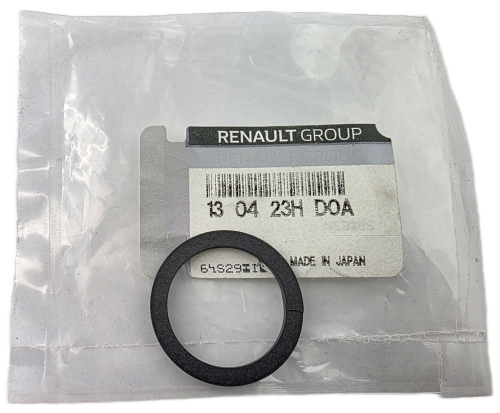 RENAULT GROUP
13 04 23H D0A
MADE IN JAPAN